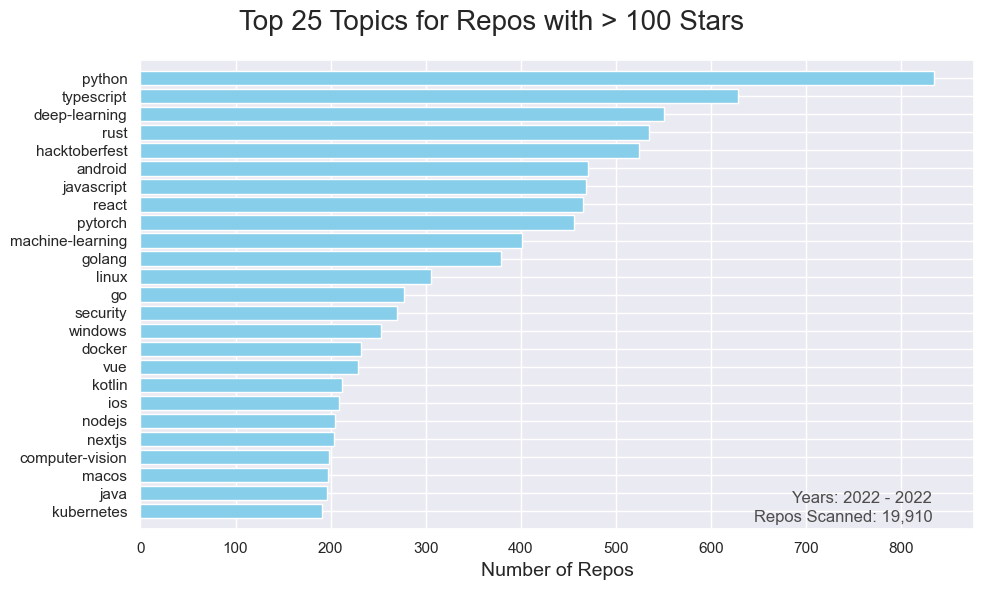 Top 25 Topics for Repos with > 100 Stars
python
typescript
deep-learning
rust
hacktoberfest
android
javascript
react
pytorch
machine-learning
golang
linux
go
security
windows
docker
vue
kotlin
ios
nodejs
nextjs
computer-vision
macos
java
kubernetes
Years: 2022 - 2022
Repos Scanned: 19,910
0 100 200 300 400 500 600 700 800
Number of Repos